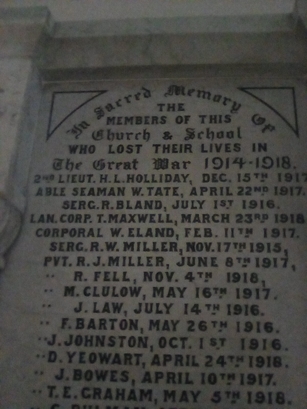 In Sacred Memory Of
THE
MEMBERS OF THIS
Church & School
WHO LOST THEIR LIVES IN
The Great War 1914-1918.
2ND LIEUT. H.L. HOLLIDAY, DEC. 15TH 1917
ABLE SEAMAN W. TATE, APRIL 22ND 1917.
SERG. R. BLAND, JULY 1ST 1916.
LAN. CORP. T. MAXWELL, MARCH 23RD 1918
CORPORAL W. ELAND, FEB. 11TH 1917.
SERG. R.W. MILLER, NOV. 17TH 1915,
PVT. R.J. MILLER, JUNE 8TH 1917,
" R. FELL, NOV. 4TH 1918,
" M. CLULOW, MAY 16TH 1917.
" J. LAW, JULY 14TH 1916.
" F. BARTON, MAY 26TH 1916.
" J. JOHNSTON, OCT. 1ST 1916.
" D. YEOWART, APRIL 24TH 1918.
" J. BOWES, APRIL 10TH 1917.
" T.E. GRAHAM, MAY 5TH 1918.